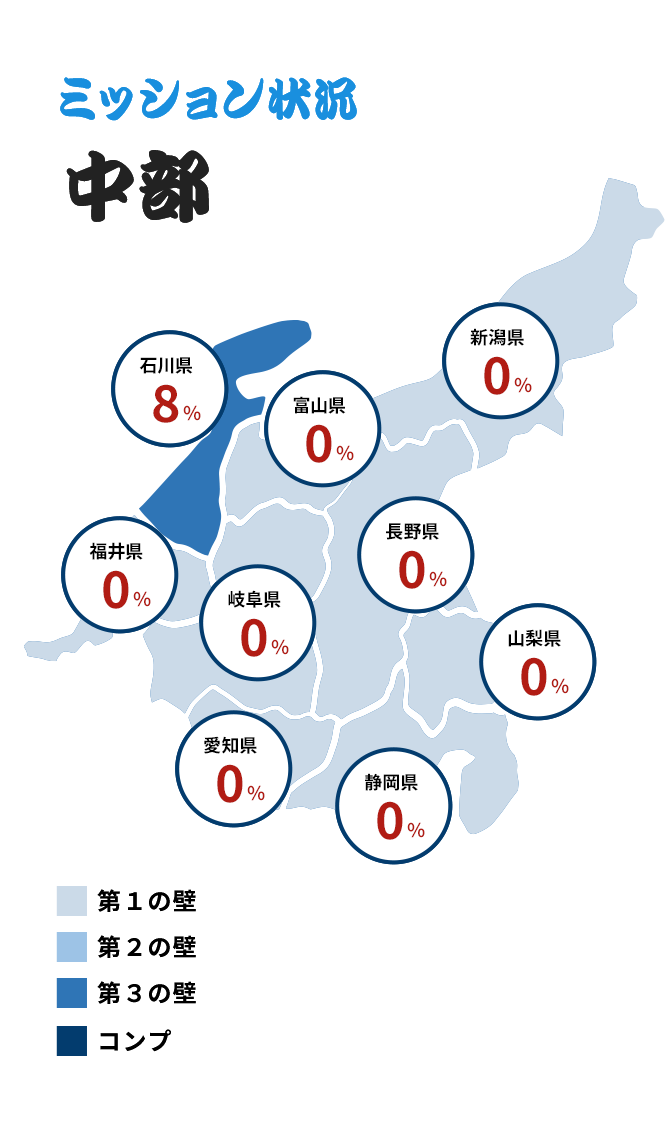 ミッション状況
中部
新潟県
0%
石川県
8%
富山県
0%
長野県
0%
福井県
0%
岐阜県
0%
山梨県
0%
愛知県
0%
静岡県
0%
第１の壁
第２の壁
第３の壁
コンプ